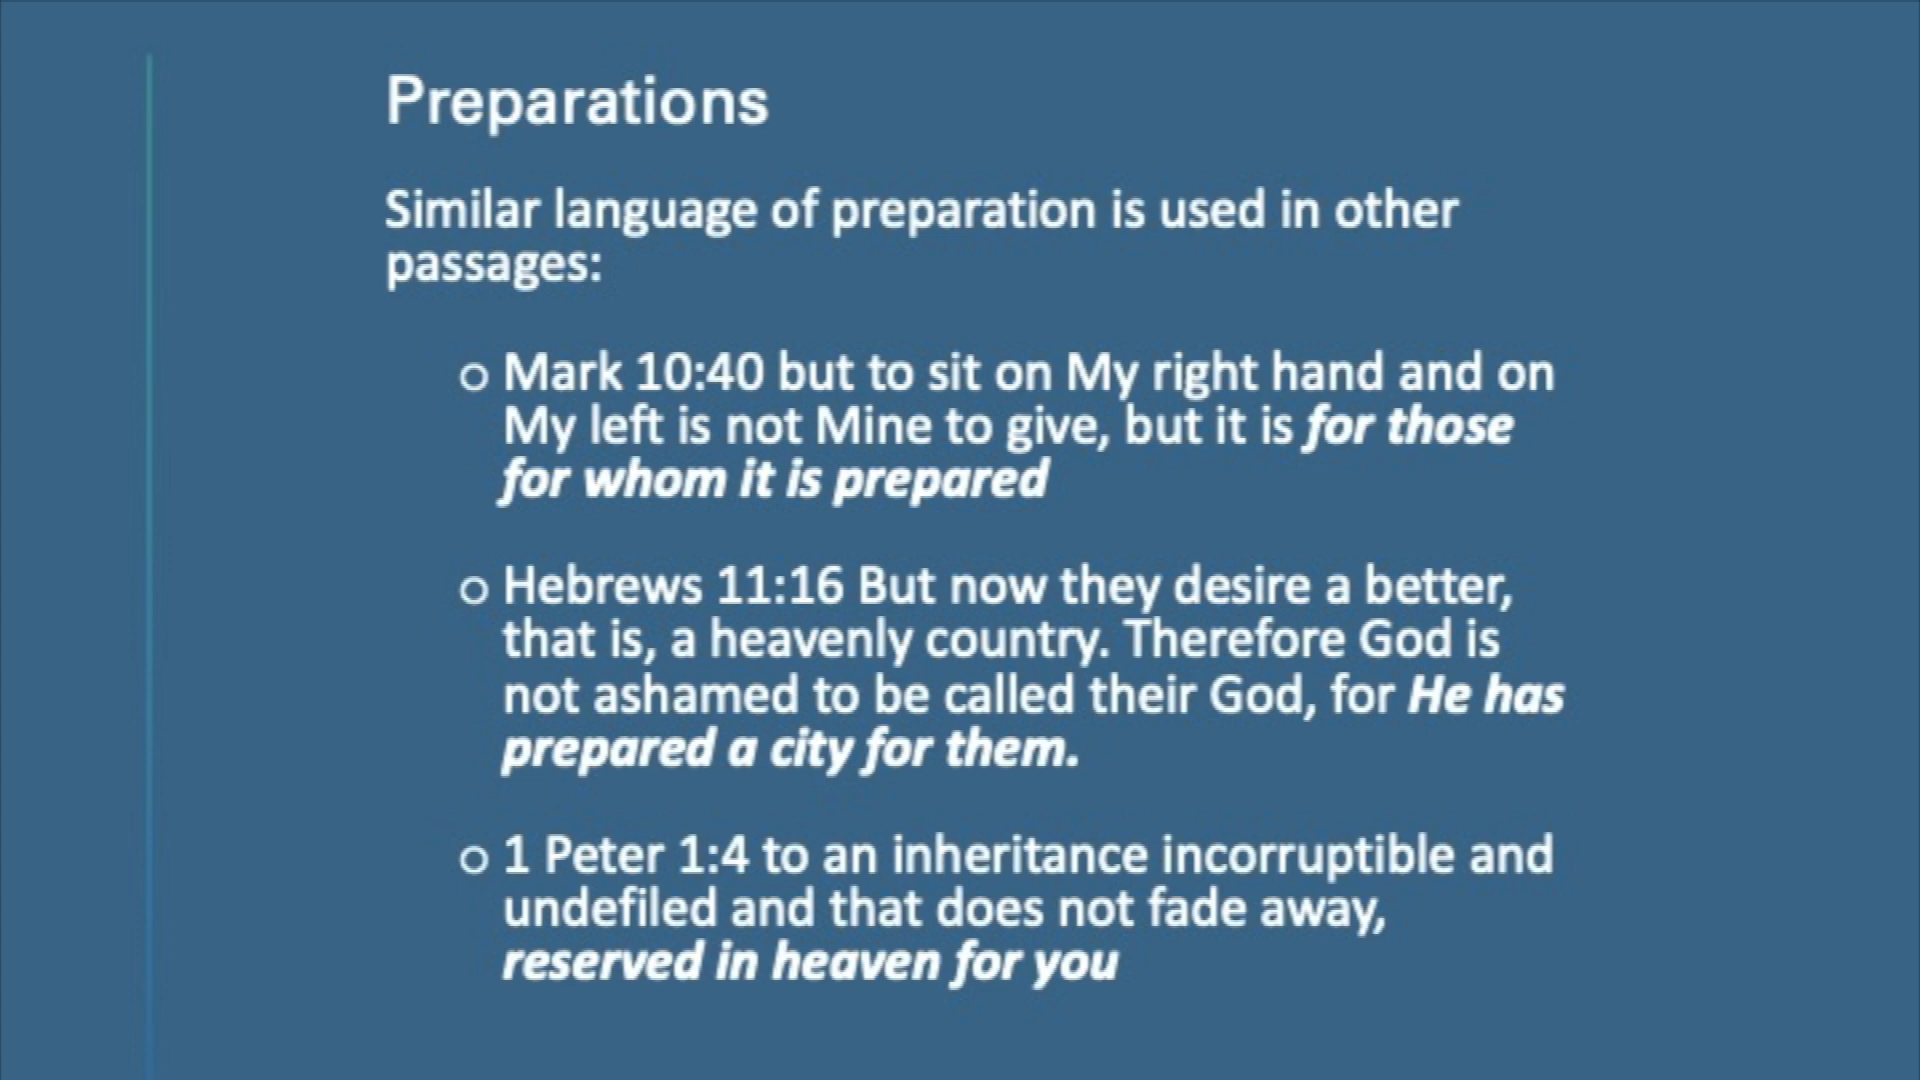 Preparations
Similar language of preparation is used in other
passages:
o Mark 10:40 but to sit on My right hand and on
My left is not Mine to give, but it is for those
for whom it is prepared
o Hebrews 11:16 But now they desire a better,
that is, a heavenly country. Therefore God is
not ashamed to be called their God, for He has
prepared a city for them.
o 1 Peter 1:4 to an inheritance incorruptible and
undefiled and that does not fade away,
reserved in heaven for you